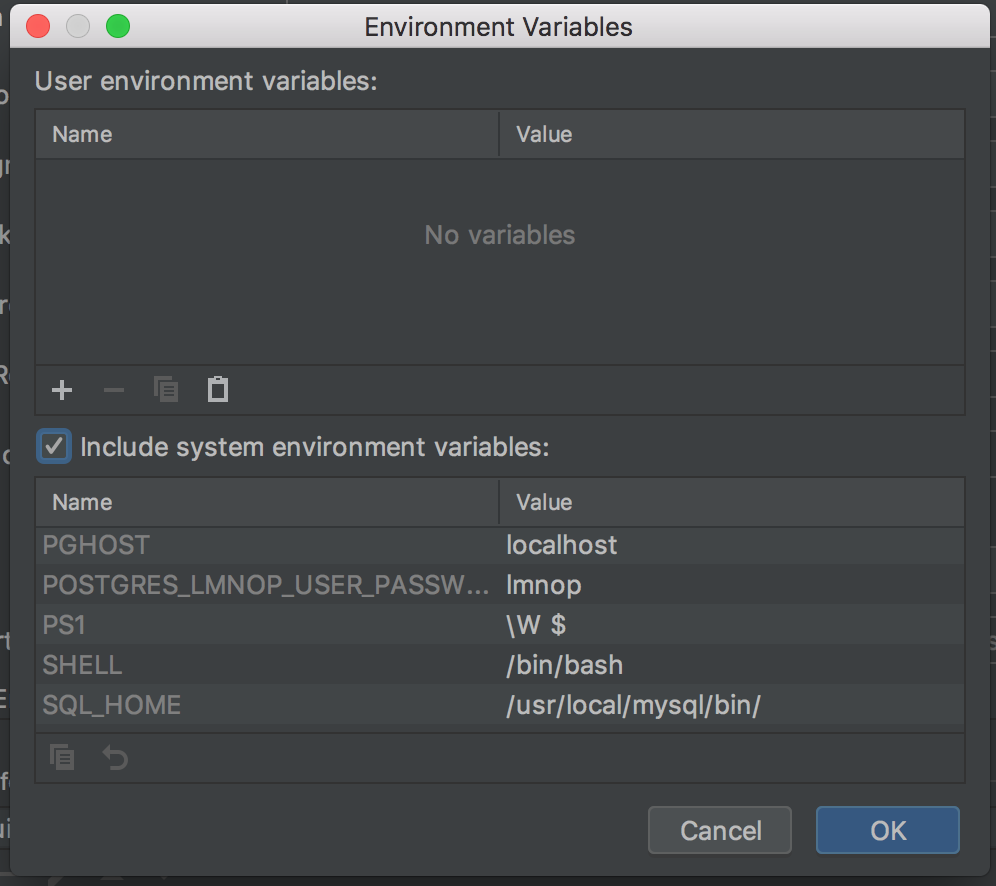 Environment Variables
User environment variables:
Name Value
No variables
Include system environment variables:
Name Value
PGHOST localhost
POSTGRES_LMNOP_USER_PASSW... lmnop
PS1 \W $
SHELL /bin/bash
SQL_HOME /usr/local/mysql/bin/
Cancel OK